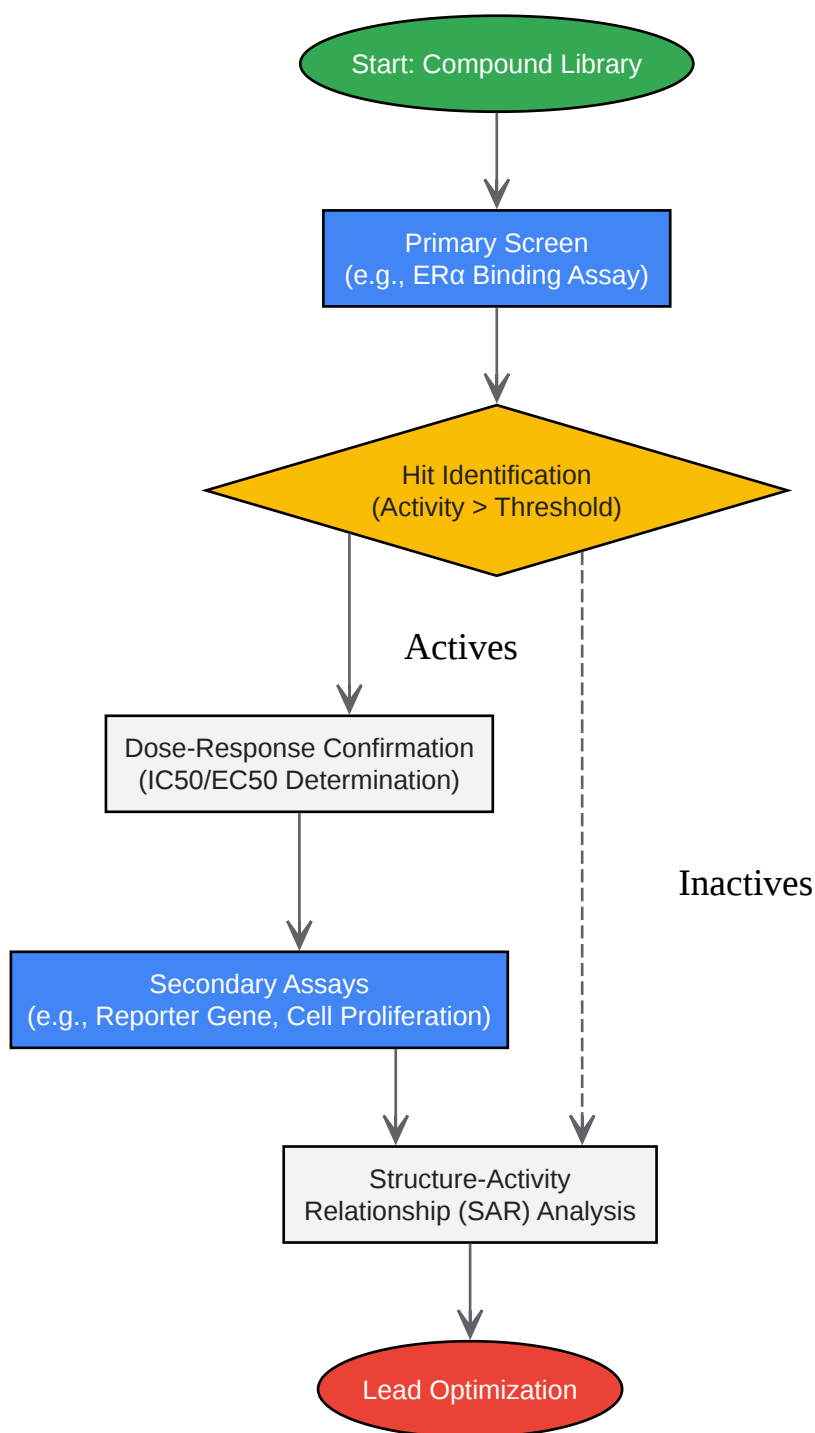 Start: Compound Library
Primary Screen
(e.g., ERα Binding Assay)
Hit Identification
(Activity > Threshold)
Actives
Dose-Response Confirmation
(IC50/EC50 Determination)
Inactives
Secondary Assays
(e.g., Reporter Gene, Cell Proliferation)
Structure-Activity
Relationship (SAR) Analysis
Lead Optimization